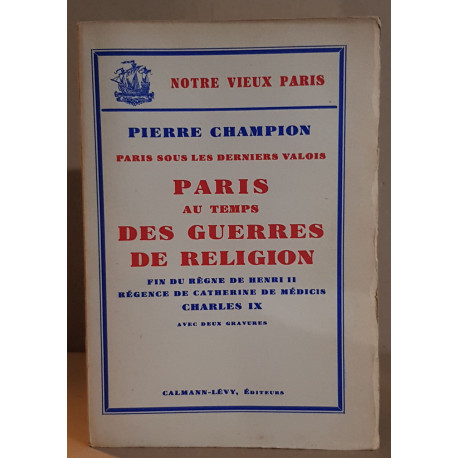 NOTRE VIEUX PARIS
PIERRE CHAMPION
PARIS SOUS LES DERNIERS VALOIS
PARIS
AU TEMPS
DES GUERRES
DE RELIGION
FIN DU RÈGNE DE HENRI II
RÉGENCE DE CATHERINE DE MÉDICIS
CHARLES IX
AVEC DEUX GRAVURES
CALMANN-LÉVY, ÉDITEURS